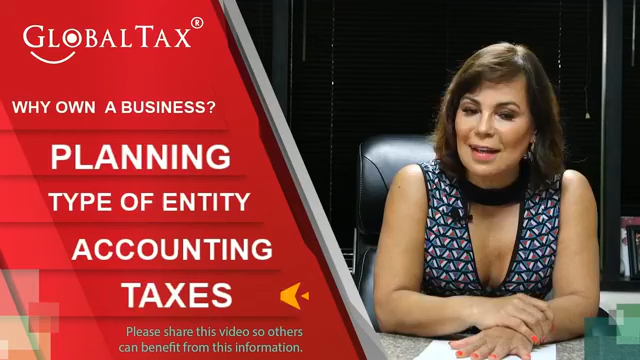 GLOBALTAX®
WHY OWN A BUSINESS?
PLANNING
TYPE OF ENTITY
ACCOUNTING
TAXES
Please share this video so others
can benefit from this information.